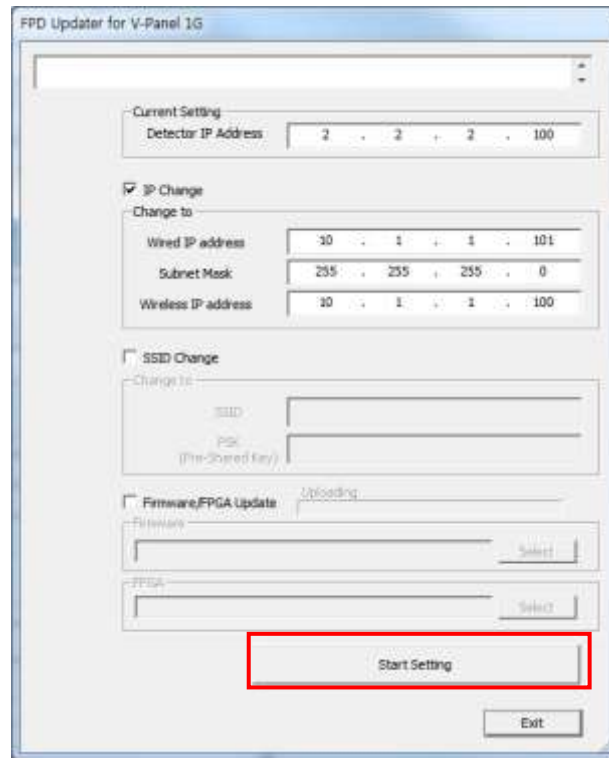 FPD Updater for V-Panel 1G
Current Setting
Detector IP Address 2 . 2 . 2 . 100
IP Change
Change to
Wired IP address 10 . 1 . 1 . 101
Subnet Mask 255 . 255 . 255 . 0
Wireless IP address 10 . 1 . 1 . 100
SSID Change
Change to
SSID
PSK
(Pre-Shared Key)
Firmware/FPGA Update Uploading
Firmware
Select
FPGA
Select
Start Setting
Exit